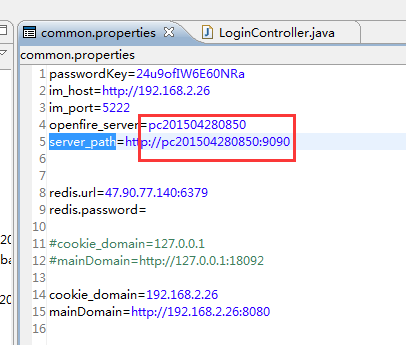 common.properties
LoginController.java
common.properties
1 passwordKey=24u9ofIW6E60NRa
2 im_host=http://192.168.2.26
3 im_port=5222
4 openfire_server=pc201504280850
5 server_path=http://pc201504280850:9090
6
7
8 redis.url=47.90.77.140:6379
9 redis.password=
10
11 #cookie_domain=127.0.0.1
12 #mainDomain=http://127.0.0.1:18092
13
14 cookie_domain=192.168.2.26
15 mainDomain=http://192.168.2.26:8080
16